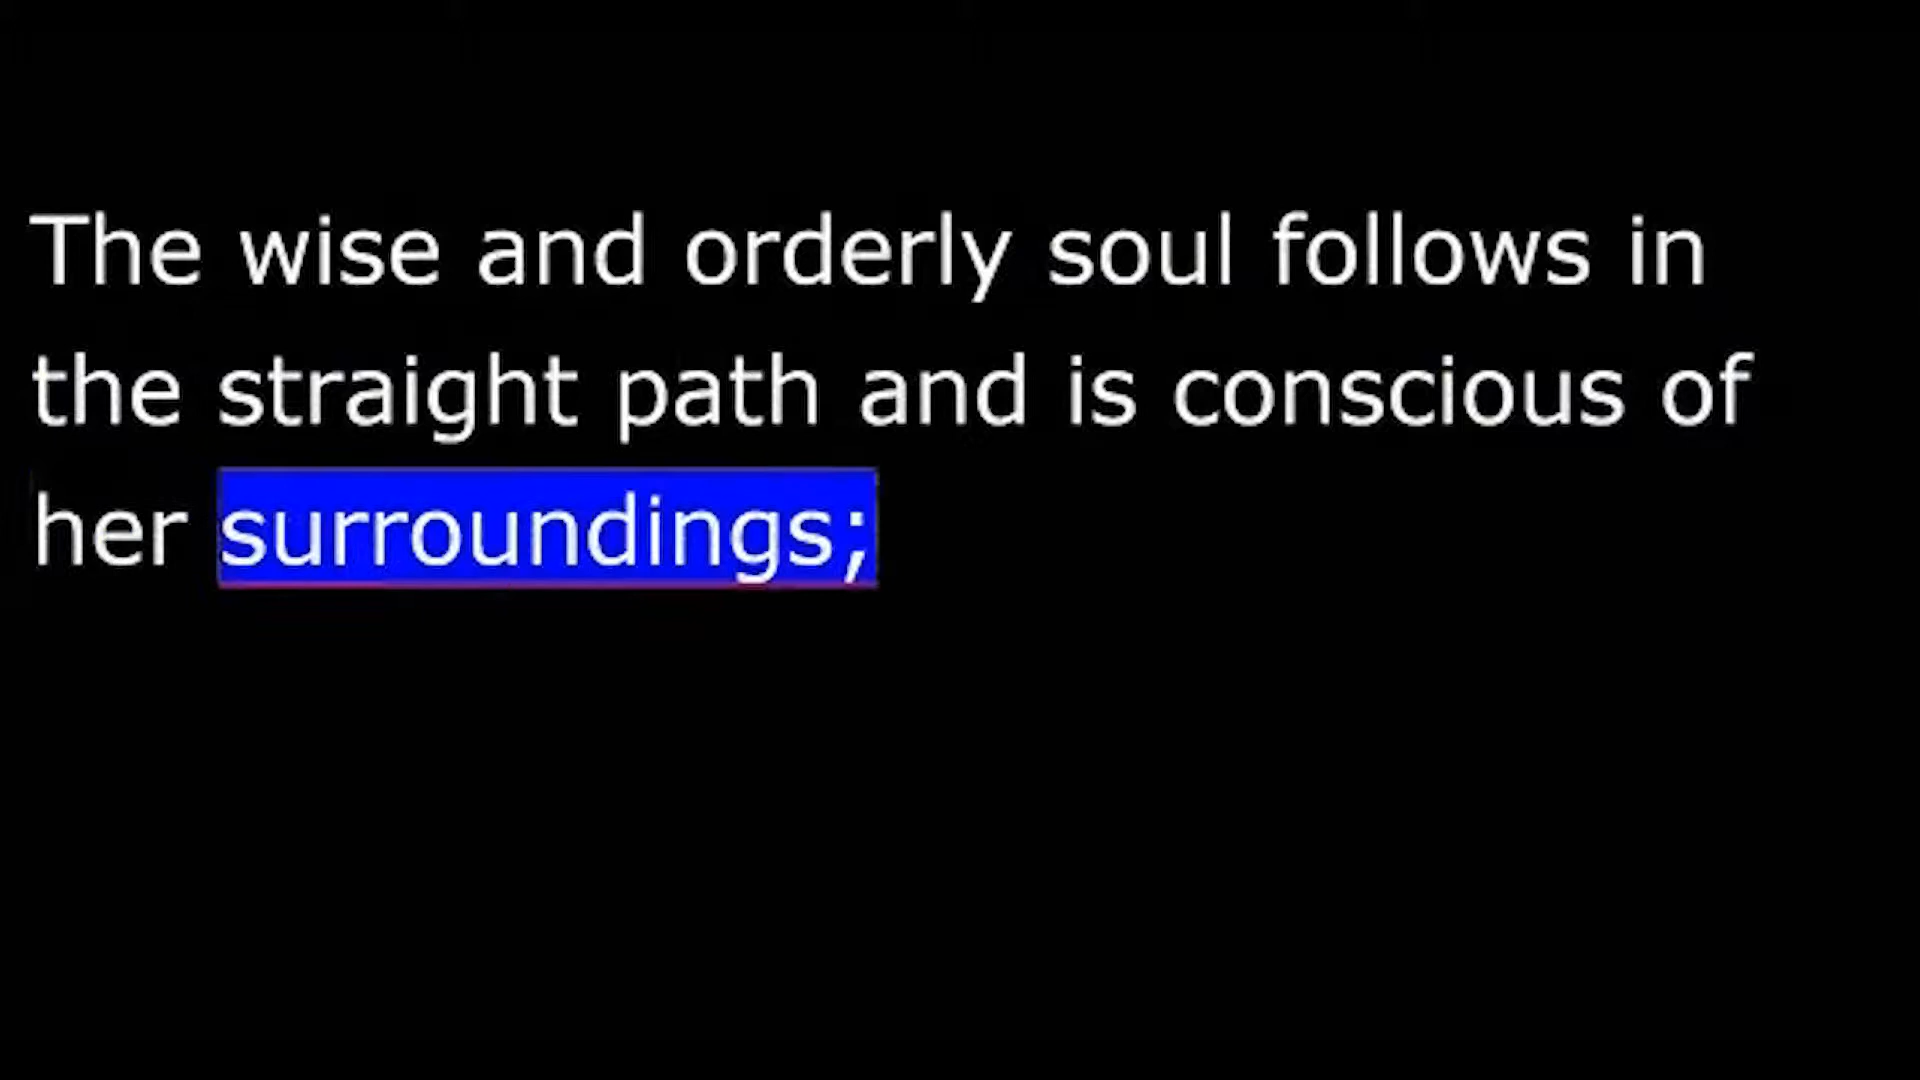 The wise and orderly soul follows in
the straight path and is conscious of
her surroundings;